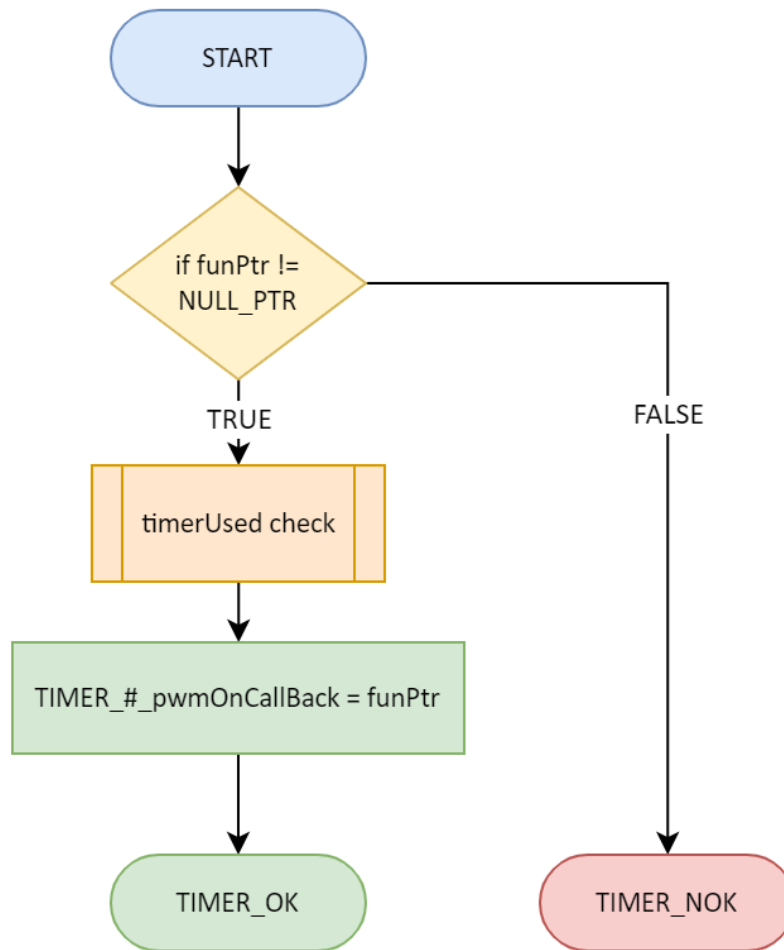 START
if funPtr !=
NULL_PTR
TRUE
FALSE
timerUsed check
TIMER_#_pwmOnCallBack = funPtr
TIMER_OK
TIMER_NOK